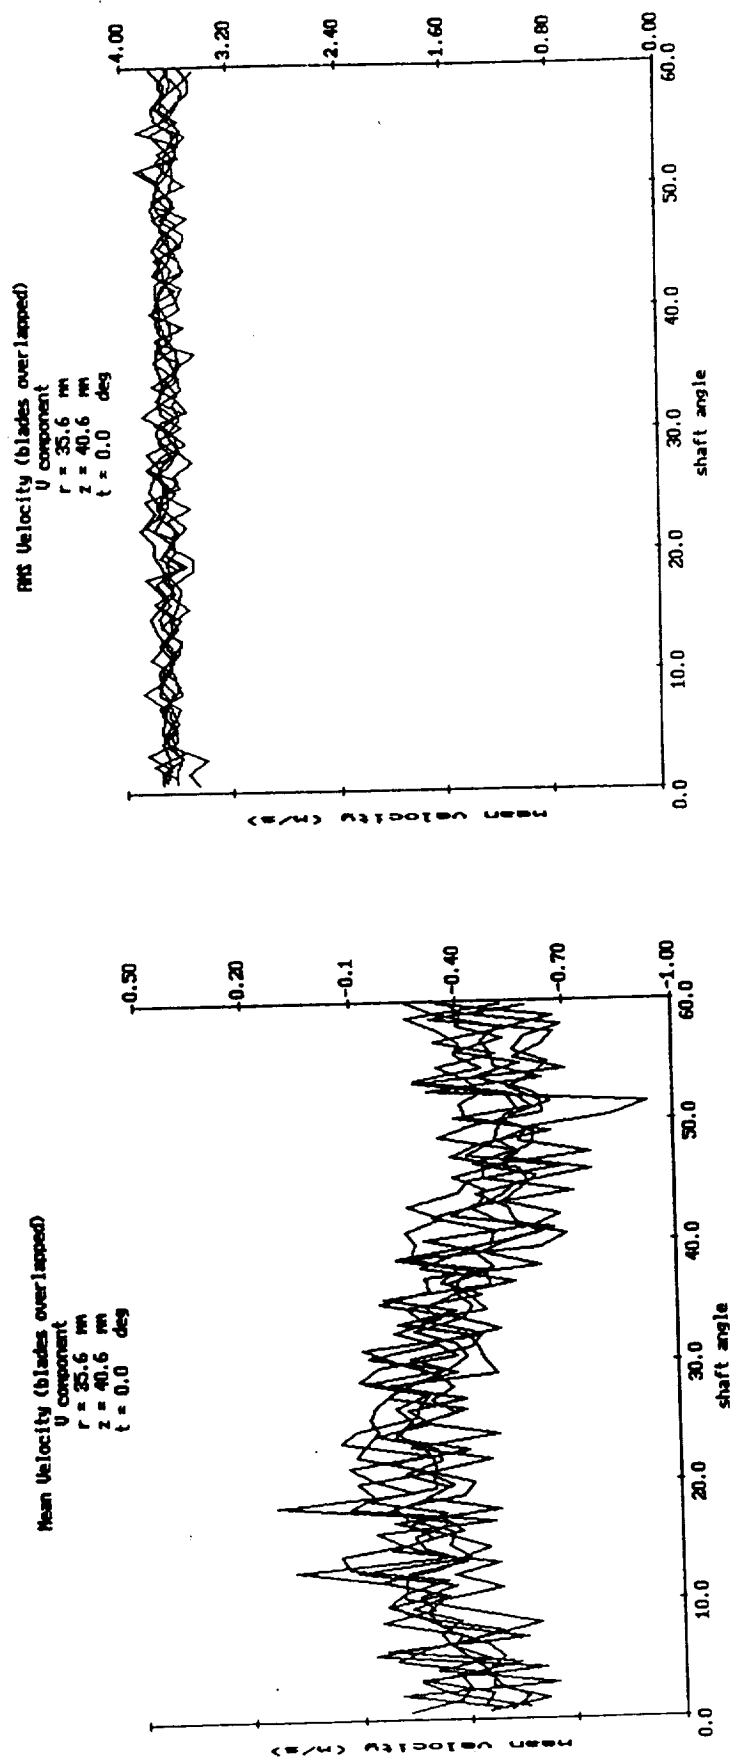 Mean Velocity (blades overlapped)
U component
r = 35.6 mm
z = 40.6 mm
t = 0.0 deg
mean velocity (m/s)
0.50
0.20
-0.1
-0.40
-0.70
-1.00
0.0 10.0 20.0 30.0 40.0 50.0 60.0
shaft angle
RMS Velocity (blades overlapped)
U component
r = 35.6 mm
z = 40.6 mm
t = 0.0 deg
mean velocity (m/s)
4.00
3.20
2.40
1.60
0.80
0.00
0.0 10.0 20.0 30.0 40.0 50.0 60.0
shaft angle